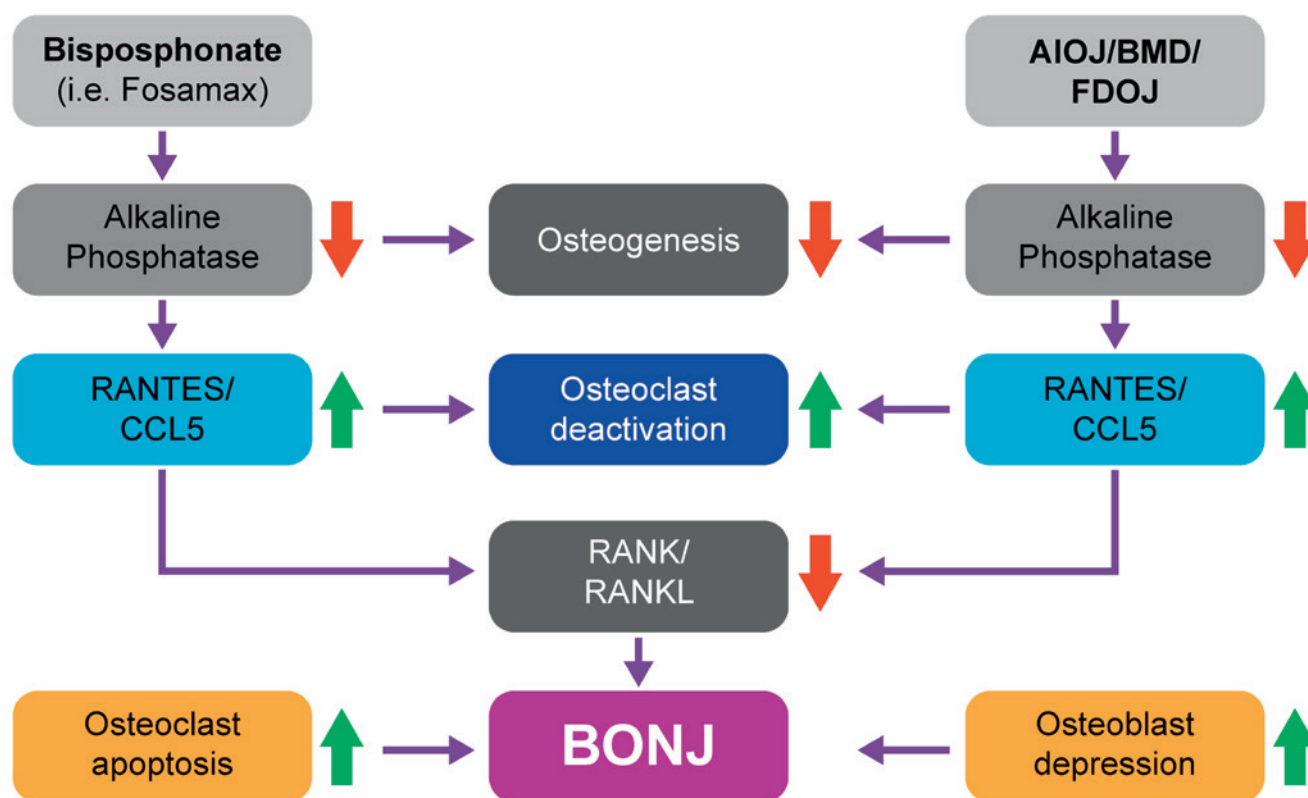 Bisposphonate
(i.e. Fosamax)
AIOJ/BMD/
FDOJ
Alkaline
Phosphatase
Osteogenesis
Alkaline
Phosphatase
RANTES/
CCL5
Osteoclast
deactivation
RANTES/
CCL5
RANK/
RANKL
Osteoclast
apoptosis
BONJ
Osteoblast
depression